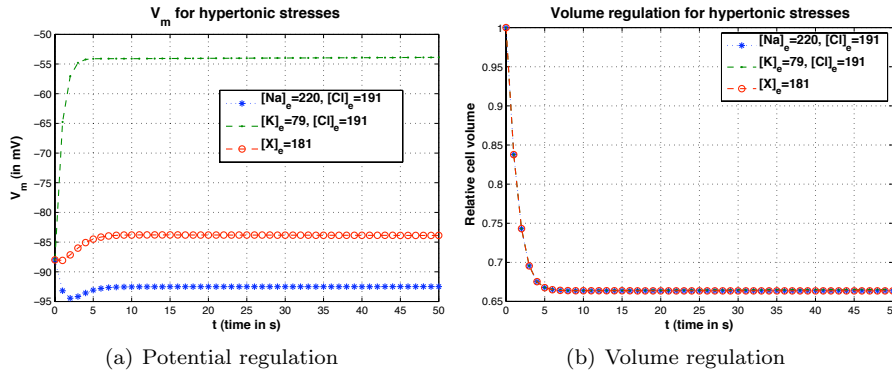 V_m for hypertonic stresses
−50
−55
−60
−65
−70
−75
−80
−85
−90
−95
V_m (in mV)
[Na]_e=220, [Cl]_e=191
[K]_e=79, [Cl]_e=191
[X]_e=181
0 5 10 15 20 25 30 35 40 45 50
t (time in s)
(a) Potential regulation
Volume regulation for hypertonic stresses
1
0.95
0.9
0.85
0.8
0.75
0.7
0.65
Relative cell volume
[Na]_e=220, [Cl]_e=191
[K]_e=79, [Cl]_e=191
[X]_e=181
0 5 10 15 20 25 30 35 40 45 50
t (time in s)
(b) Volume regulation